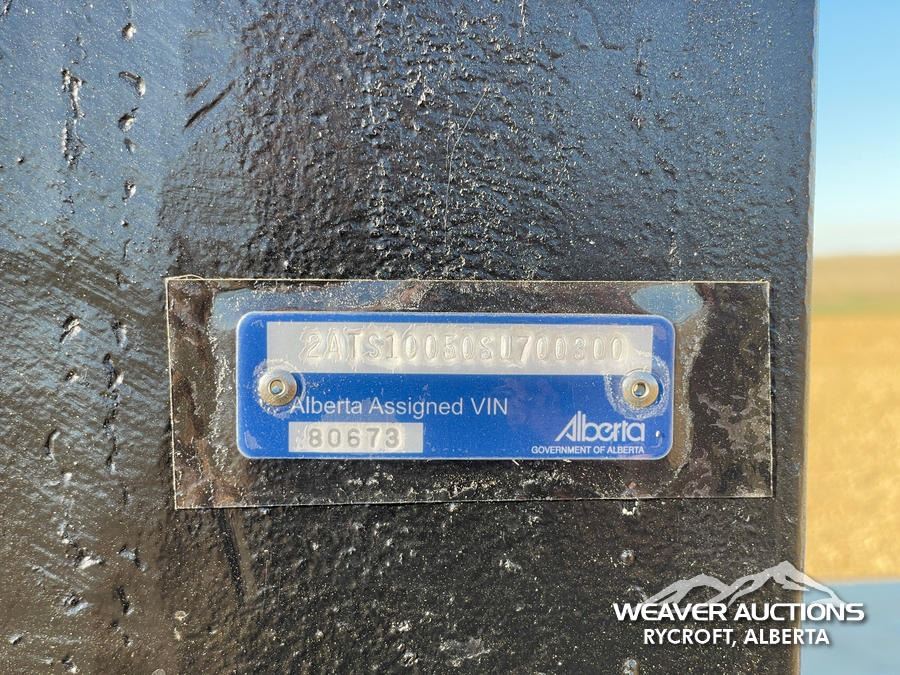 2ATS10050SU700300
Alberta Assigned VIN
80673
Alberta
GOVERNMENT OF ALBERTA
WEAVER AUCTIONS
RYCROFT, ALBERTA